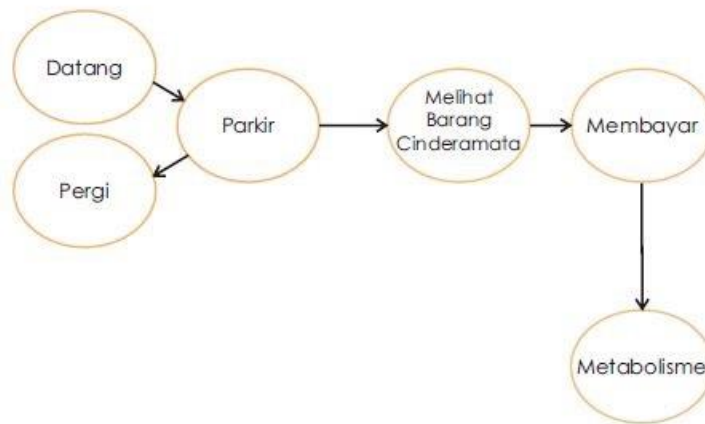 Datang
Parkir
Melihat
Barang
Cinderamata
Membayar
Pergi
Metabolisme